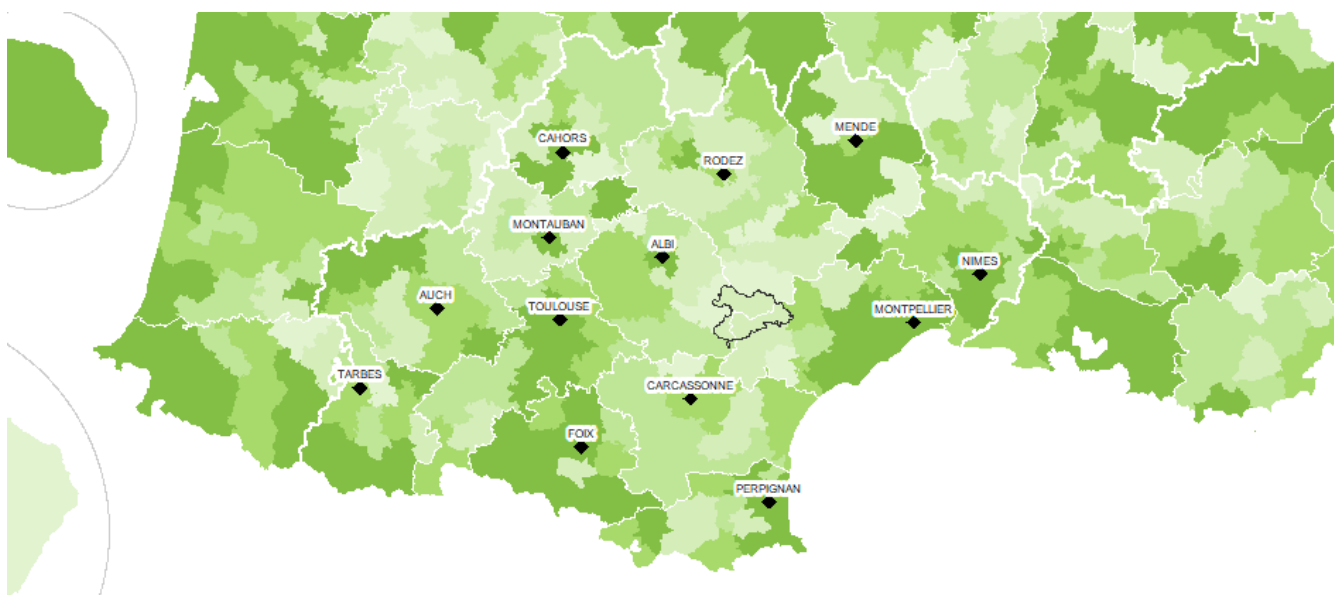 MENDE
CAHORS
RODEZ
MONTAUBAN
ALBI
NIMES
AUCH
TOULOUSE
MONTPELLIER
TARBES
CARCASSONNE
FOIX
PERPIGNAN